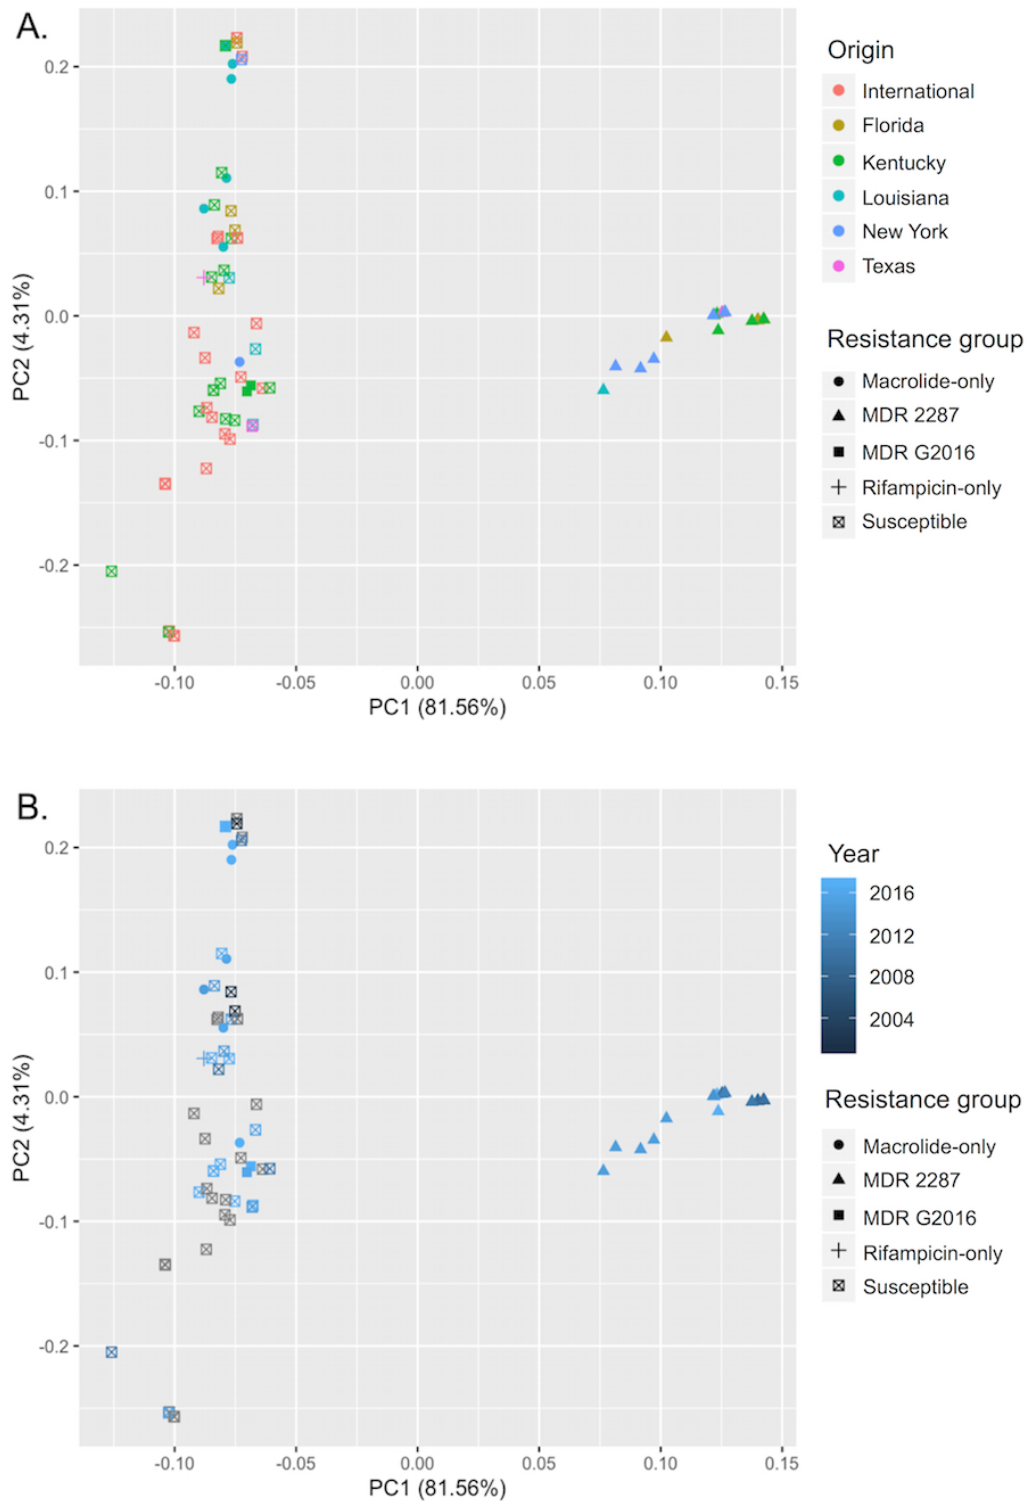 A.
0.2
0.1
0.0
-0.1
-0.2
PC2 (4.31%)
-0.10
-0.05
0.00
0.05
0.10
0.15
PC1 (81.56%)
Origin
International
Florida
Kentucky
Louisiana
New York
Texas
Resistance group
Macrolide-only
MDR 2287
MDR G2016
Rifampicin-only
Susceptible
B.
0.2
0.1
0.0
-0.1
-0.2
PC2 (4.31%)
-0.10
-0.05
0.00
0.05
0.10
0.15
PC1 (81.56%)
Year
2016
2012
2008
2004
Resistance group
Macrolide-only
MDR 2287
MDR G2016
Rifampicin-only
Susceptible